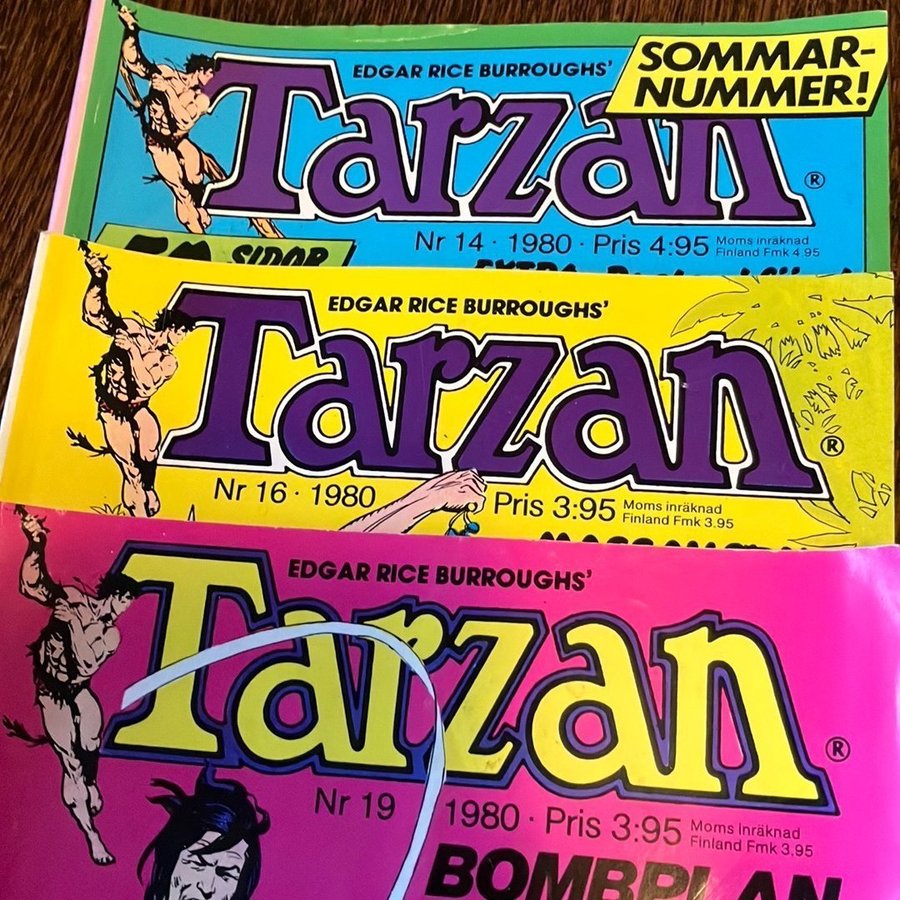 EDGAR RICE BURROUGHS'
SOMMAR-
NUMMER!
Tarzan®
Nr 14 · 1980 · Pris 4:95 Moms inräknad
Finland Fmk 4.95
SIDOR
EXTRA
EDGAR RICE BURROUGHS'
Tarzan®
Nr 16 · 1980 Pris 3:95 Moms inräknad
Finland Fmk 3.95
EDGAR RICE BURROUGHS'
Tarzan®
Nr 19 1980 · Pris 3:95 Moms inräknad
Finland Fmk 3.95
BOMBPLAN